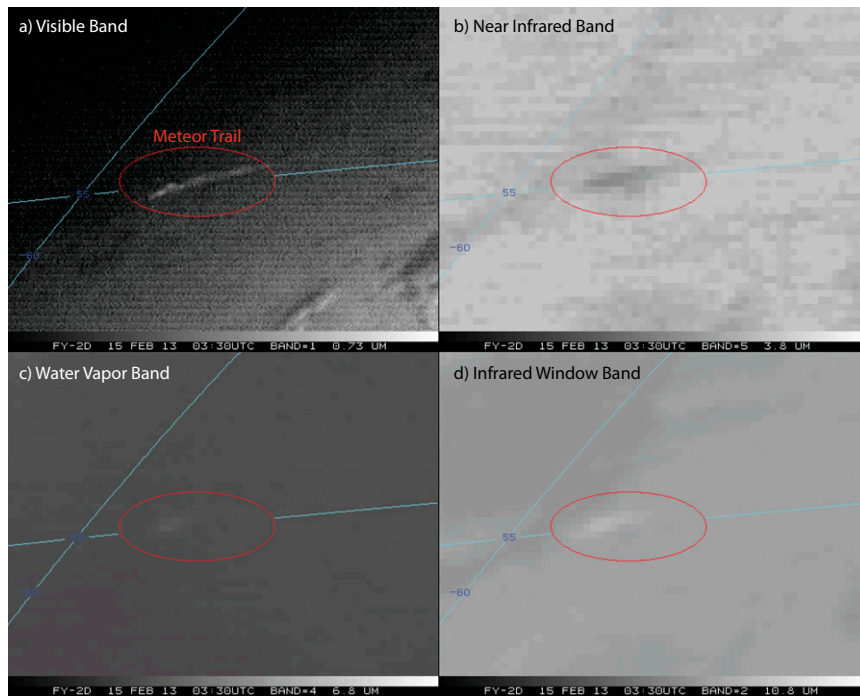 a) Visible Band
Meteor Trail
55
-60
FY-2D 15 FEB 13 03:30UTC BAND=1 0.73 UM
b) Near Infrared Band
55
-60
FY-2D 15 FEB 13 03:30UTC BAND=5 3.8 UM
c) Water Vapor Band
55
-60
FY-2D 15 FEB 13 03:30UTC BAND=4 6.8 UM
d) Infrared Window Band
55
-60
FY-2D 15 FEB 13 03:30UTC BAND=2 10.8 UM